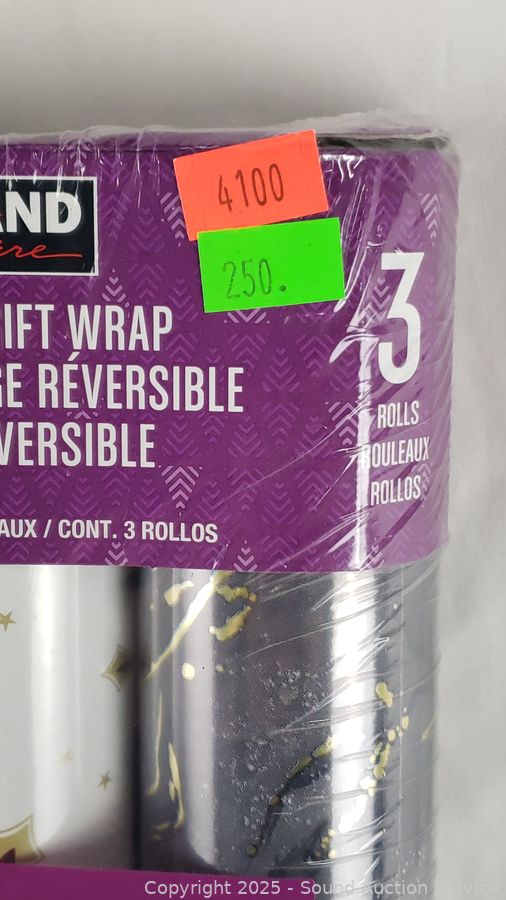 4100
250.
AND
IFT WRAP
GE RÉVERSIBLE
VERSIBLE
3
ROLLS
ROULEAUX
ROLLOS
AUX / CONT. 3 ROLLOS
Copyright 2025 - Sound Auction Service